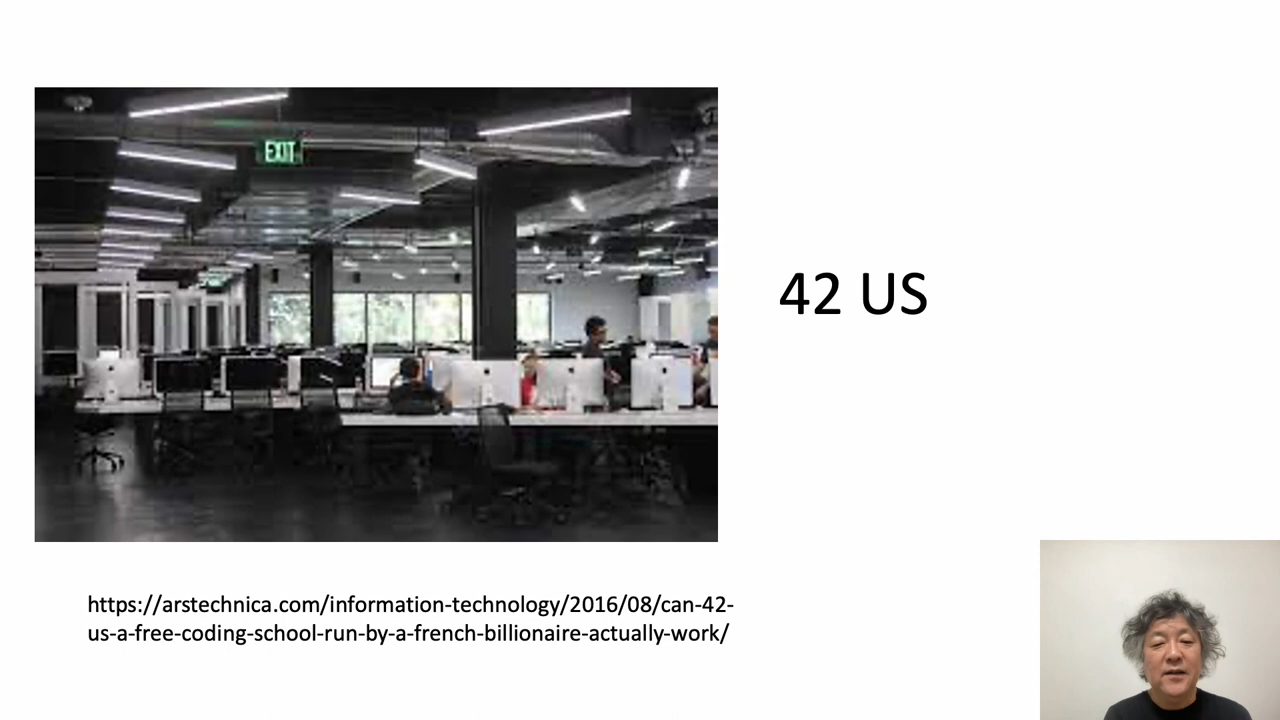 EXIT
42 US
https://arstechnica.com/information-technology/2016/08/can-42-
us-a-free-coding-school-run-by-a-french-billionaire-actually-work/